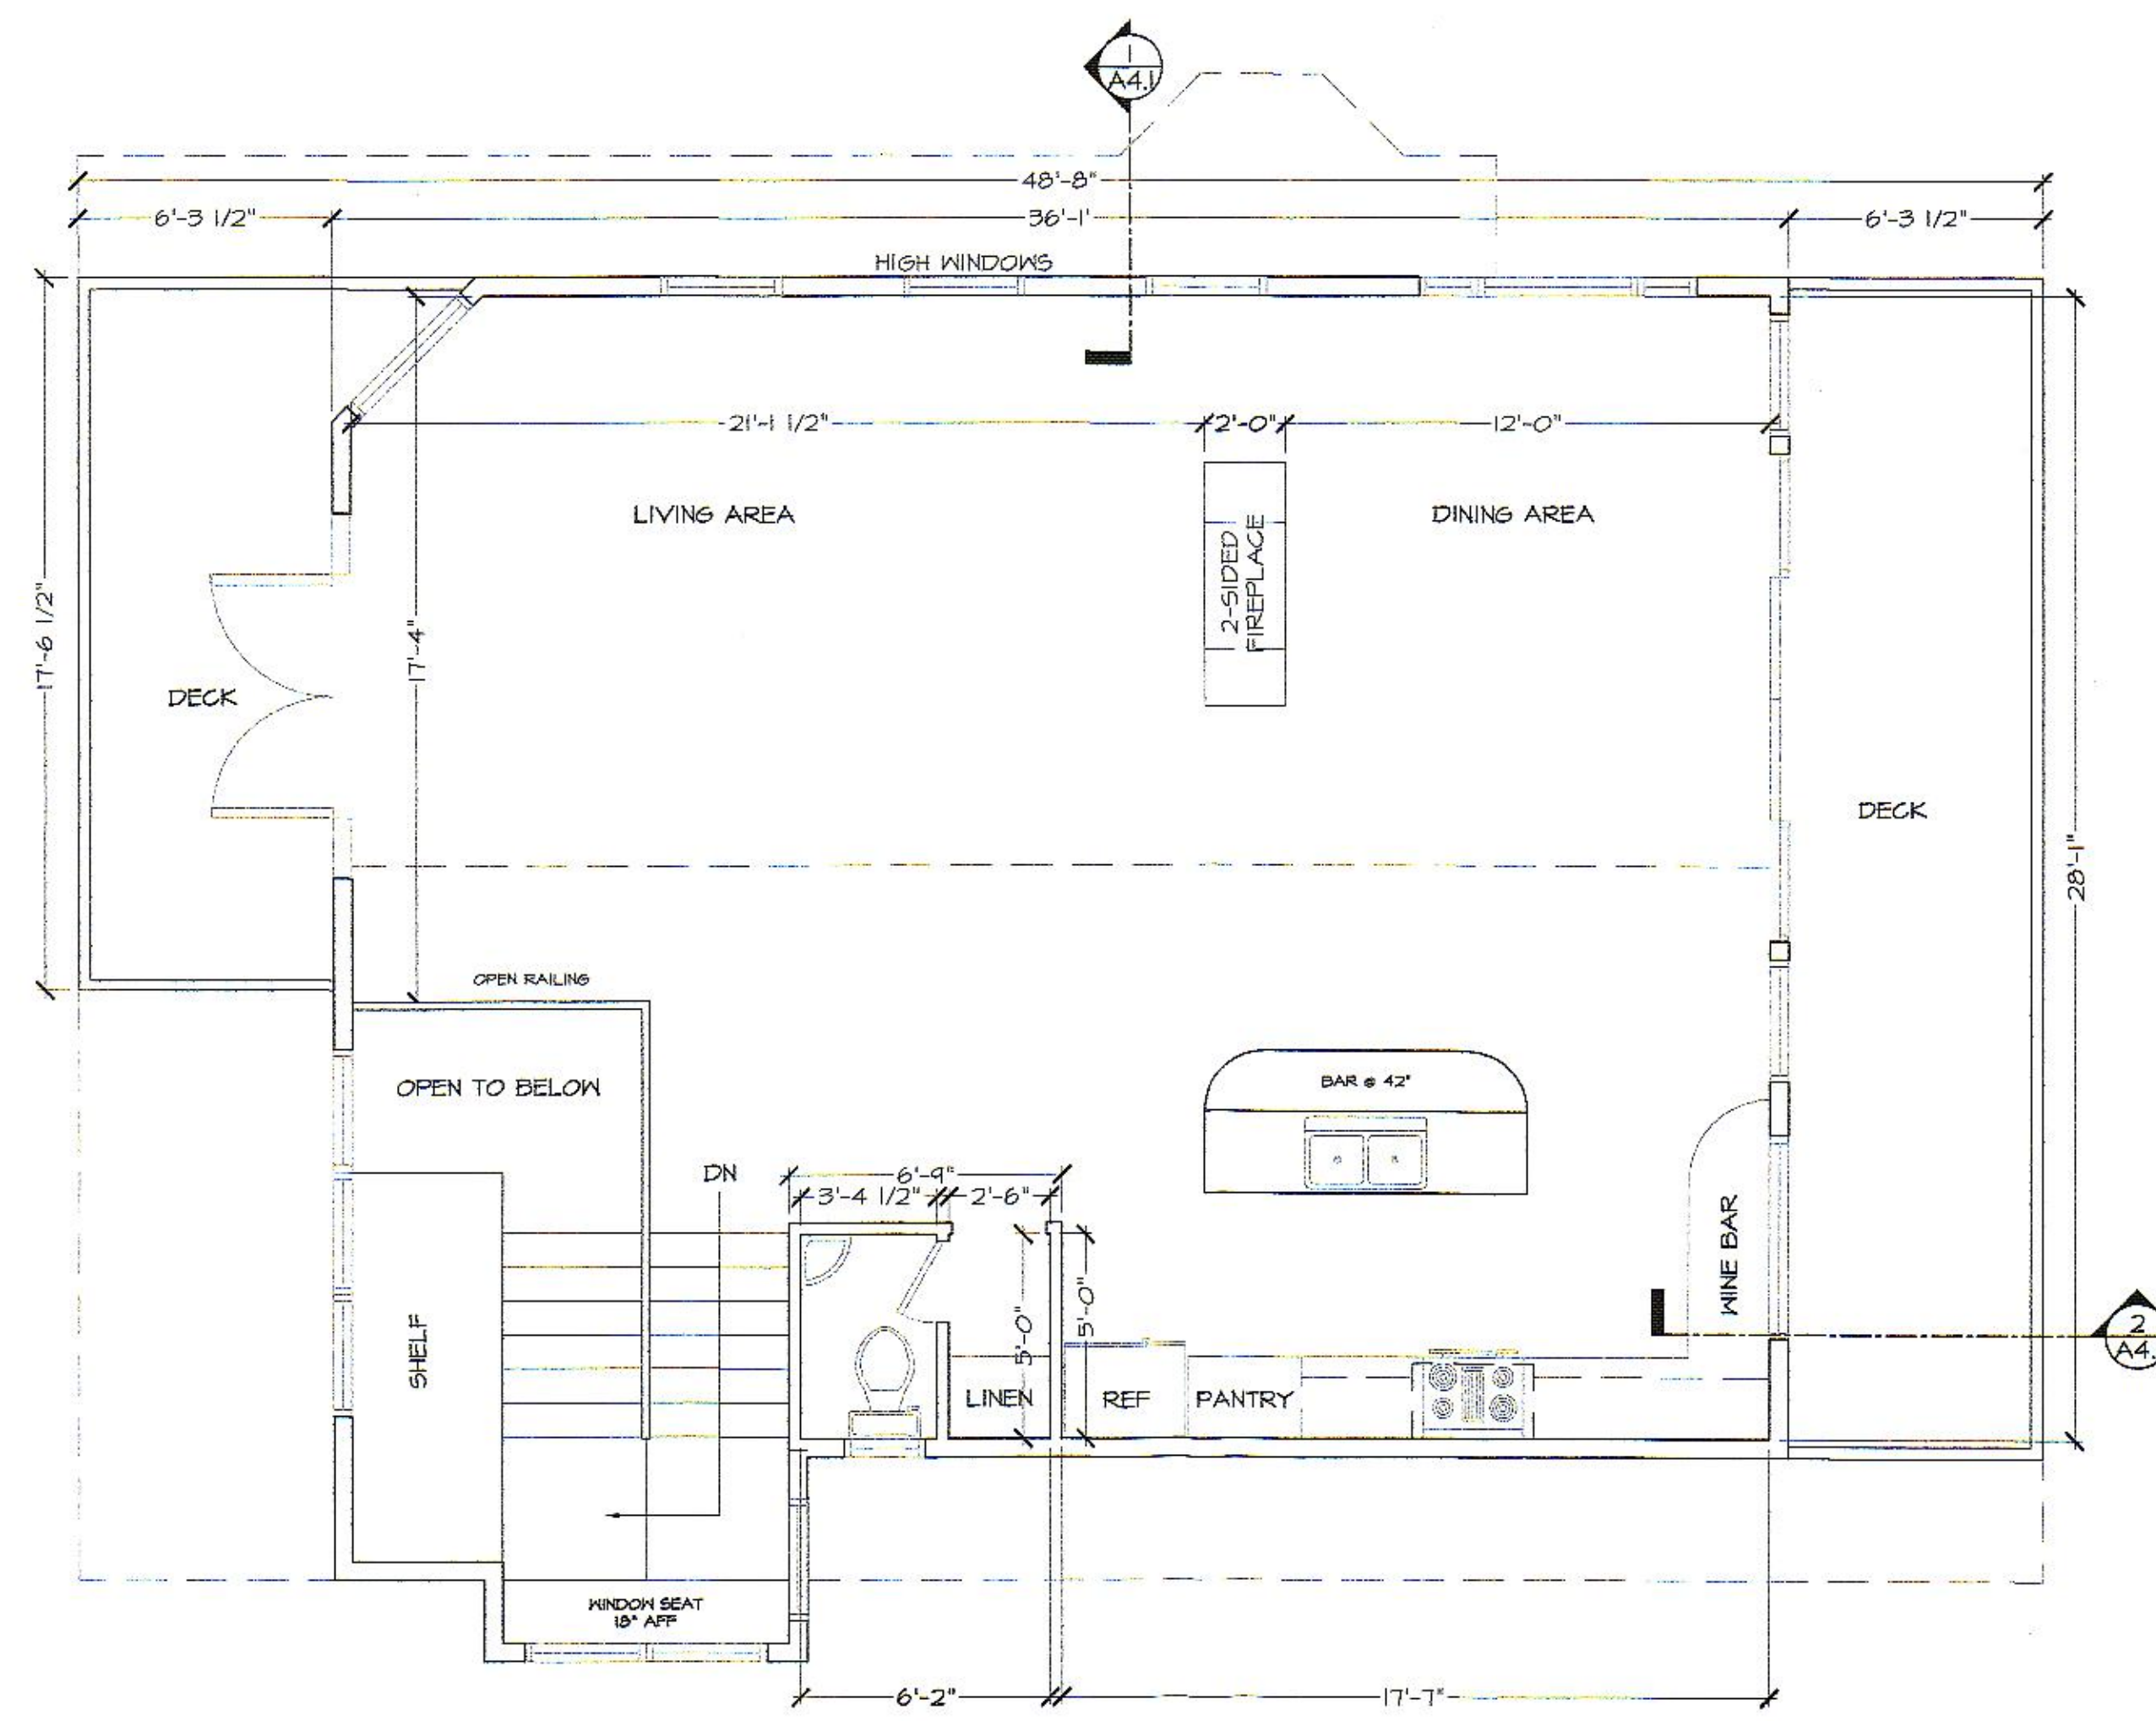 1
A4.1
48'-8"
6'-3 1/2"
36'-1'
6'-3 1/2"
HIGH WINDOWS
21'-1 1/2"
2'-0"
12'-0"
LIVING AREA
2-SIDED
FIREPLACE
DINING AREA
17'-6 1/2"
17'-4"
DECK
DECK
28'-1"
OPEN RAILING
OPEN TO BELOW
BAR @ 42"
DN
6'-9"
3'-4 1/2"
2'-6"
WINE BAR
5'-0"
5'-0"
SHELF
2
A4.
LINEN
REF
PANTRY
WINDOW SEAT
18" AFF
6'-2"
17'-7"